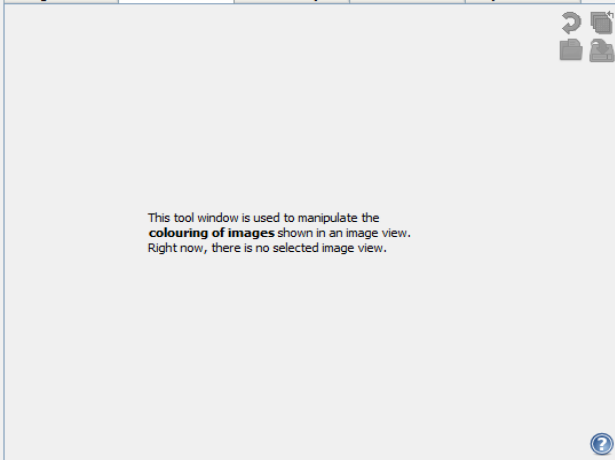 This tool window is used to manipulate the
colouring of images shown in an image view.
Right now, there is no selected image view.
?